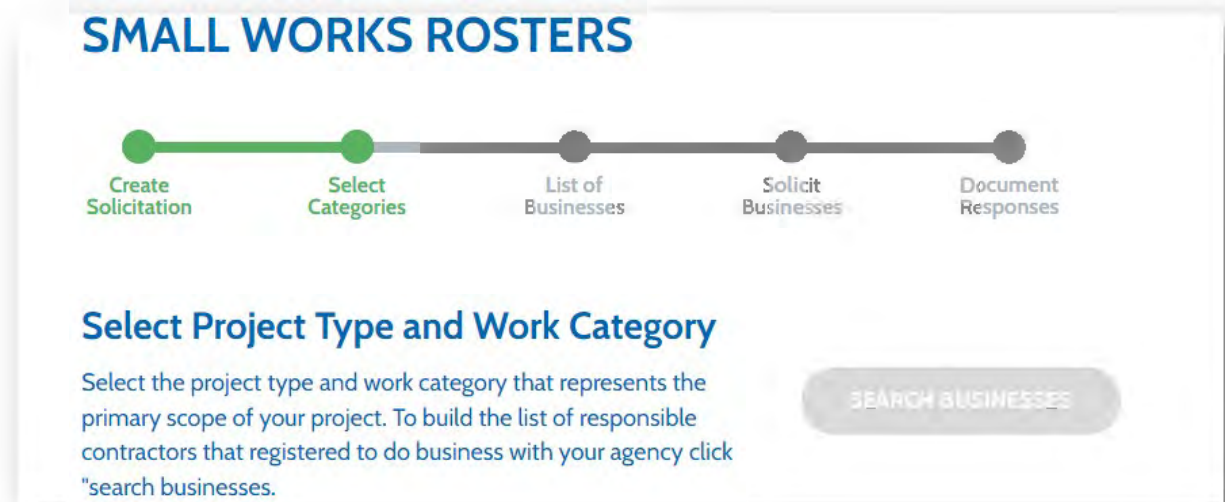 SMALL WORKS ROSTERS
Create Solicitation
Select Categories
List of Businesses
Solicit Businesses
Document Responses
Select Project Type and Work Category
Select the project type and work category that represents the
primary scope of your project. To build the list of responsible
contractors that registered to do business with your agency click
"search businesses.
SEARCH BUSINESSES